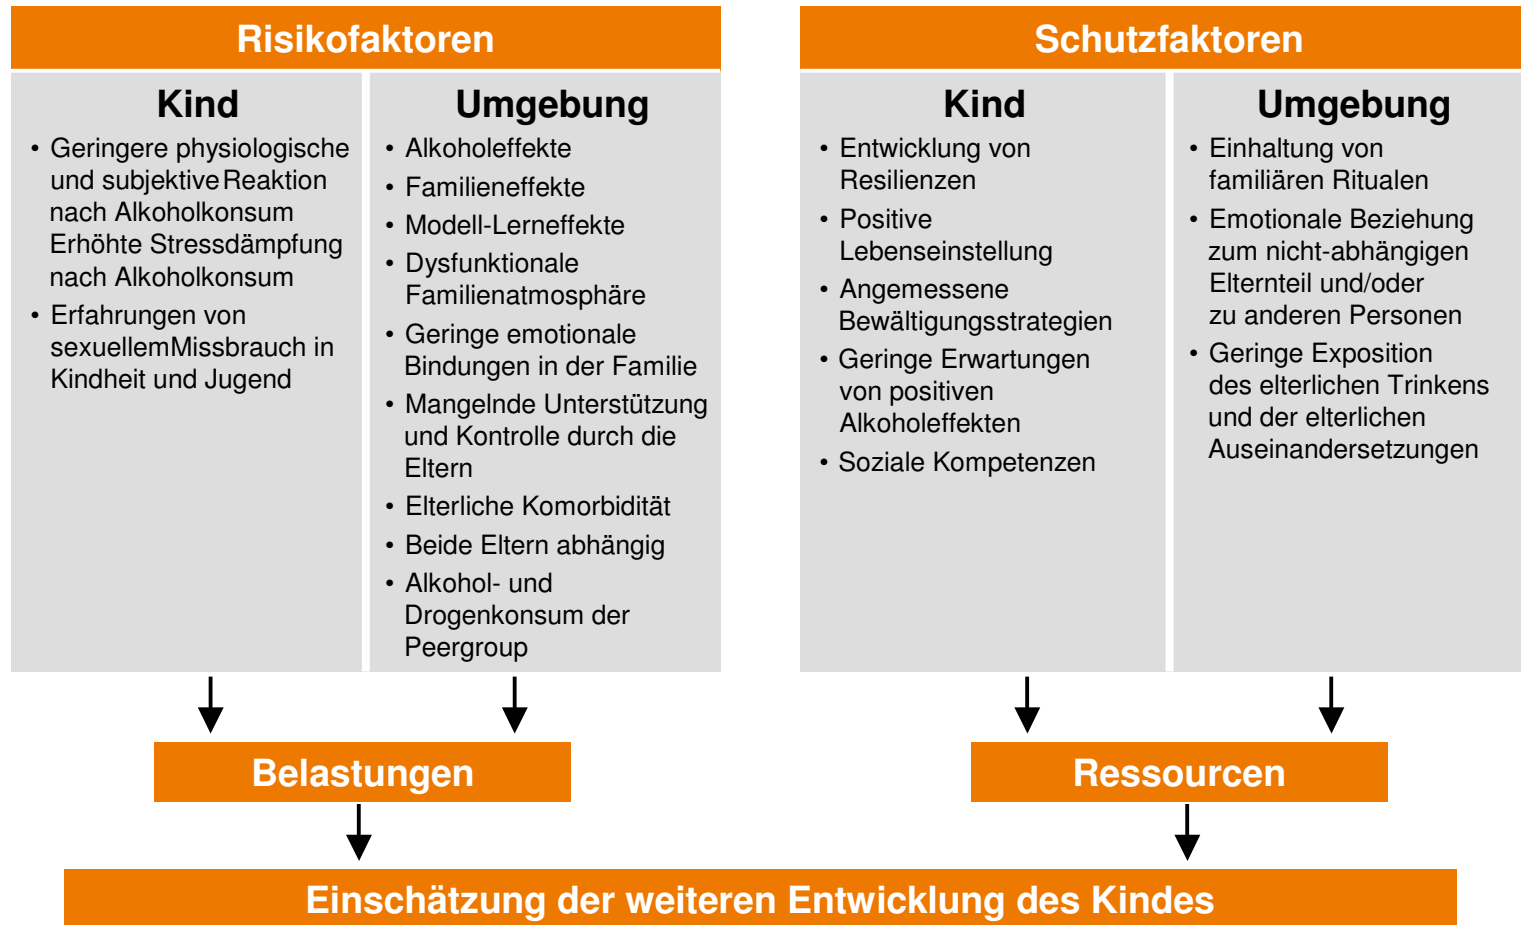 Risikofaktoren
Kind
• Geringere physiologische
und subjektive Reaktion
nach Alkoholkonsum
Erhöhte Stressdämpfung
nach Alkoholkonsum
• Erfahrungen von
sexuellem Missbrauch in
Kindheit und Jugend
Umgebung
• Alkoholeffekte
• Familieneffekte
• Modell-Lerneffekte
• Dysfunktionale
Familienatmosphäre
• Geringe emotionale
Bindungen in der Familie
• Mangelnde Unterstützung
und Kontrolle durch die
Eltern
• Elterliche Komorbidität
• Beide Eltern abhängig
• Alkohol- und
Drogenkonsum der
Peergroup
Schutzfaktoren
Kind
• Entwicklung von
Resilienzen
• Positive
Lebenseinstellung
• Angemessene
Bewältigungsstrategien
• Geringe Erwartungen
von positiven
Alkoholeffekten
• Soziale Kompetenzen
Umgebung
• Einhaltung von
familiären Ritualen
• Emotionale Beziehung
zum nicht-abhängigen
Elternteil und/oder
zu anderen Personen
• Geringe Exposition
des elterlichen Trinkens
und der elterlichen
Auseinandersetzungen
Belastungen
Ressourcen
Einschätzung der weiteren Entwicklung des Kindes